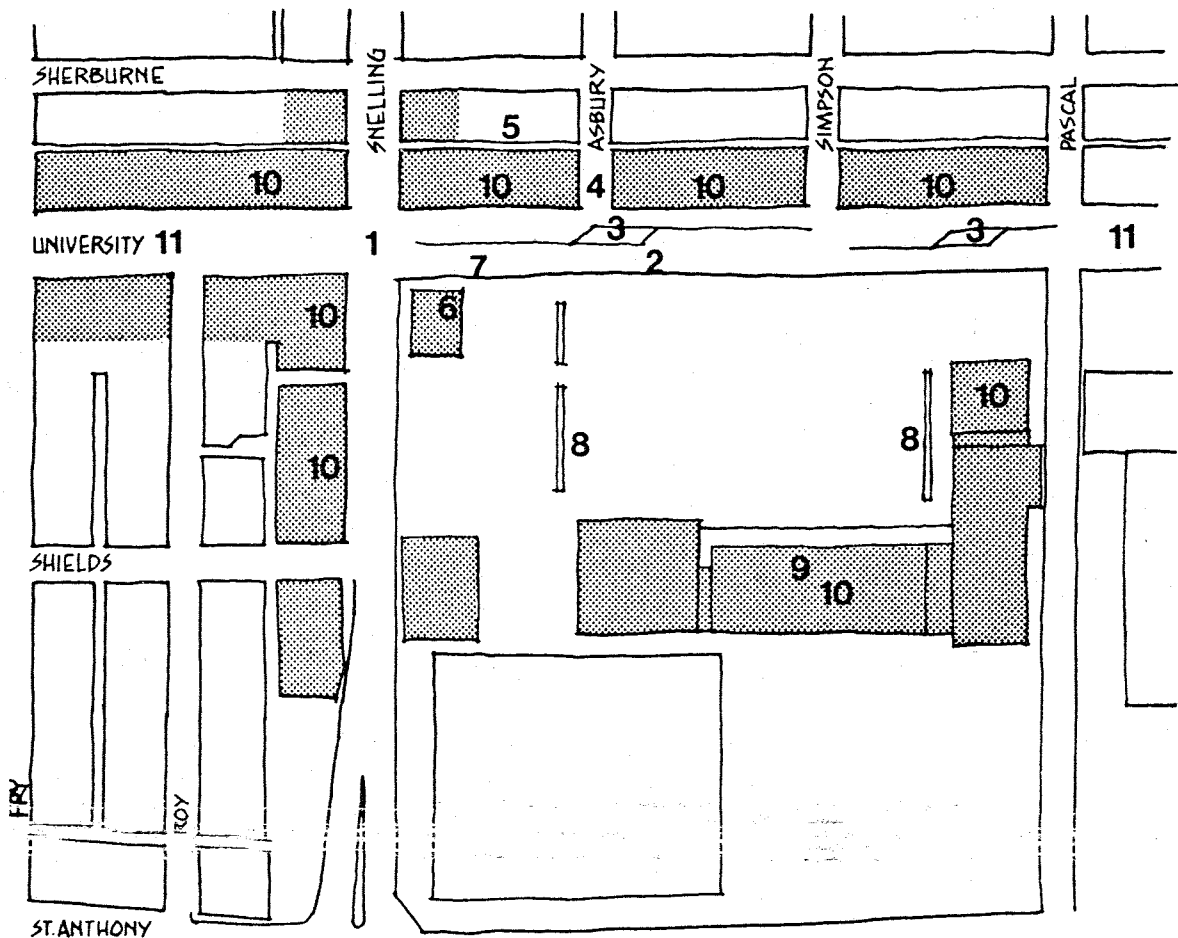 SHERBURNE
SNELLING
ASBURY
SIMPSON
PASCAL
5
10
10
4
10
10
UNIVERSITY 11
1
3
3
11
7
2
6
10
10
8
8
10
SHIELDS
9
10
FRY
ROY
ST. ANTHONY